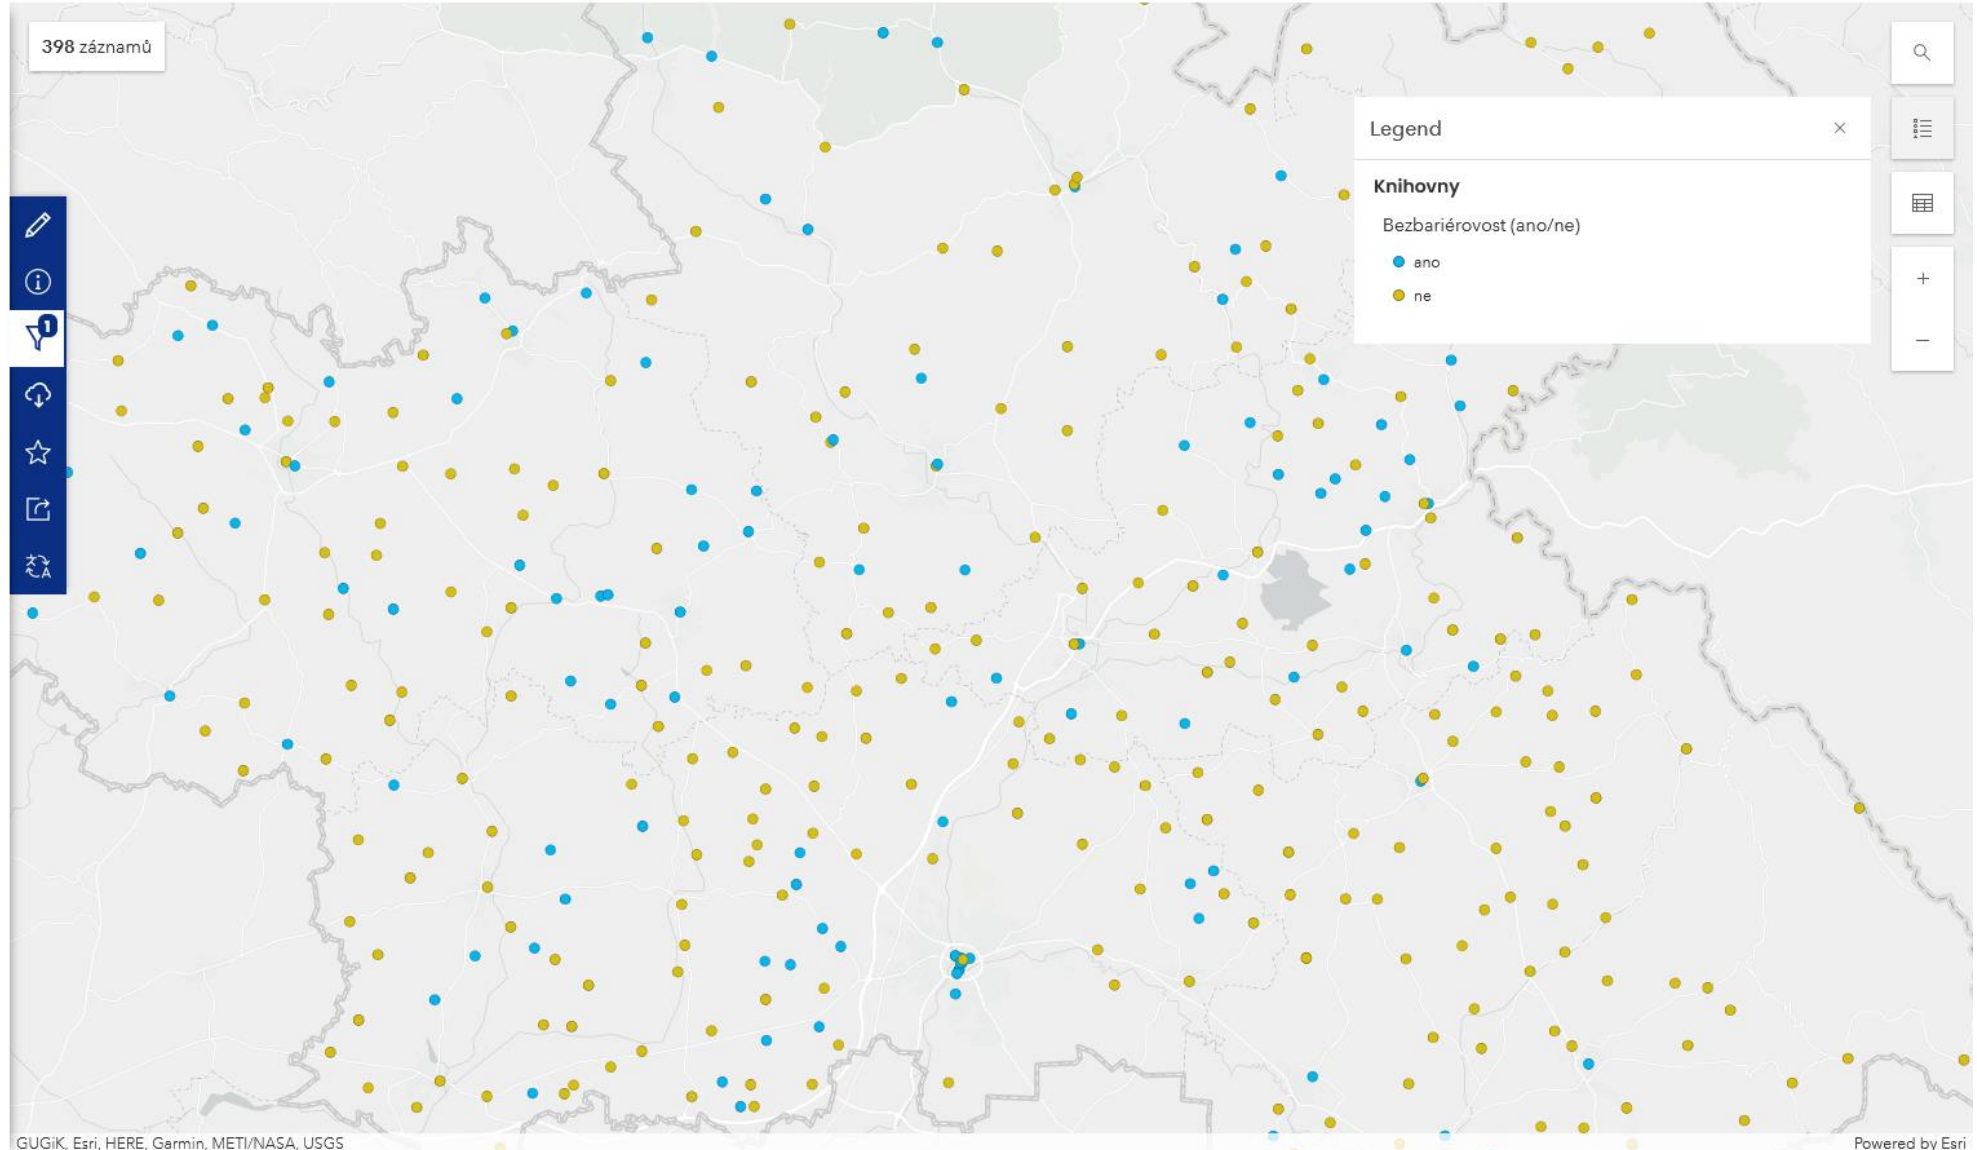 398 záznamů
Legend
Knihovny
Bezbariérovost (ano/ne)
ano
ne
1
GUGiK, Esri, HERE, Garmin, METI/NASA, USGS
Powered by Esri